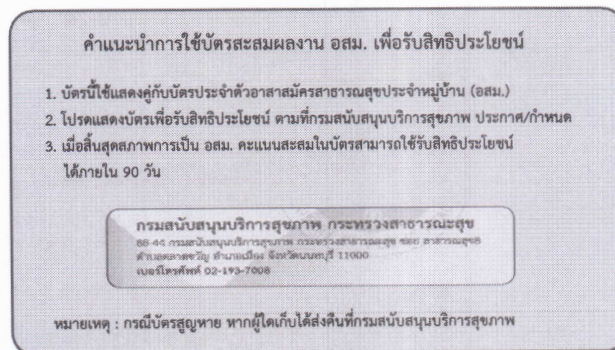 คำแนะนำการใช้บัตรสะสมผลงาน อสม. เพื่อรับสิทธิประโยชน์
1. บัตรนี้ใช้แสดงคู่กับบัตรประจำตัวอาสาสมัครสาธารณสุขประจำหมู่บ้าน (อสม.)
2. โปรดแสดงบัตรเพื่อรับสิทธิประโยชน์ ตามที่กรมสนับสนุนบริการสุขภาพ ประกาศ/กำหนด
3. เมื่อสิ้นสุดสภาพการเป็น อสม. คะแนนสะสมในบัตรสามารถใช้รับสิทธิประโยชน์
ได้ภายใน 90 วัน
กรมสนับสนุนบริการสุขภาพ กระทรวงสาธารณะสุข
88-44 กรมสนับสนุนบริการสุขภาพ กระทรวงสาธารณะสุข ซอย สาธารณสุข8
ตำบลตลาดขวัญ อำเภอเมือง จังหวัดนนทบุรี 11000
เบอร์โทรศัพท์ 02-193-7008
หมายเหตุ : กรณีบัตรสูญหาย หากผู้ใดเก็บได้ส่งคืนที่กรมสนับสนุนบริการสุขภาพ